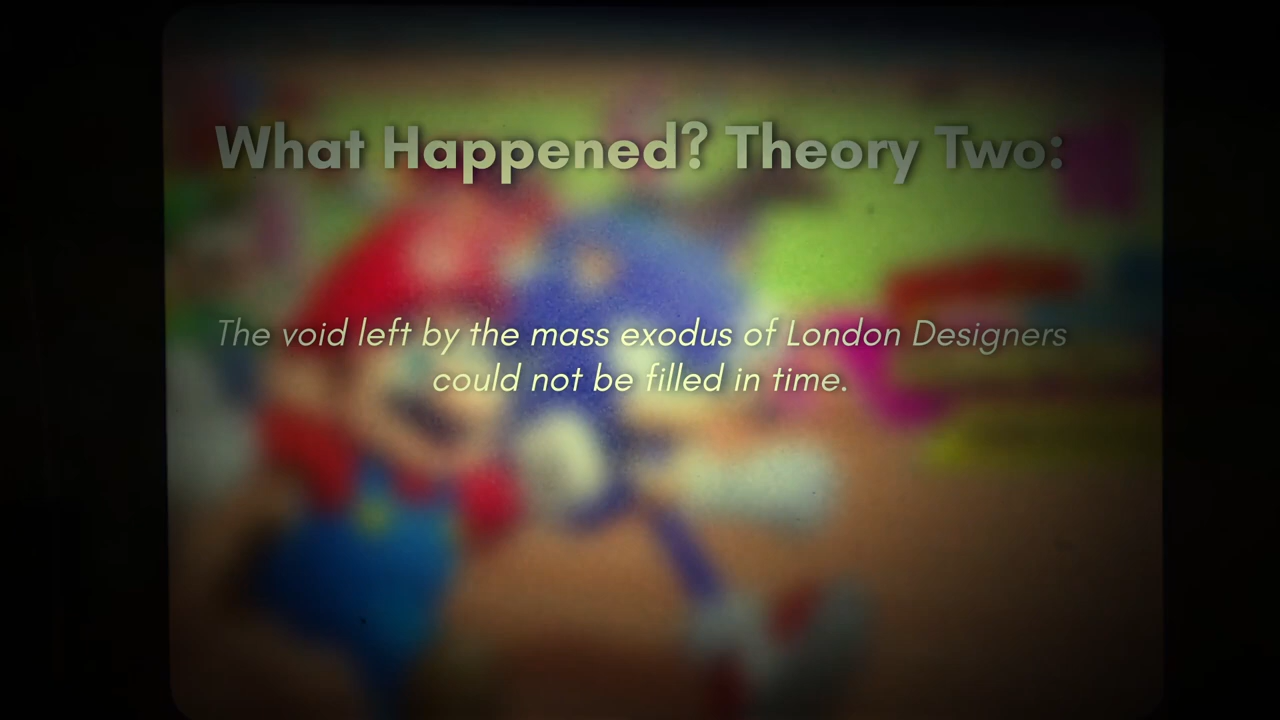 What Happened? Theory Two:
The void left by the mass exodus of London Designers
could not be filled in time.